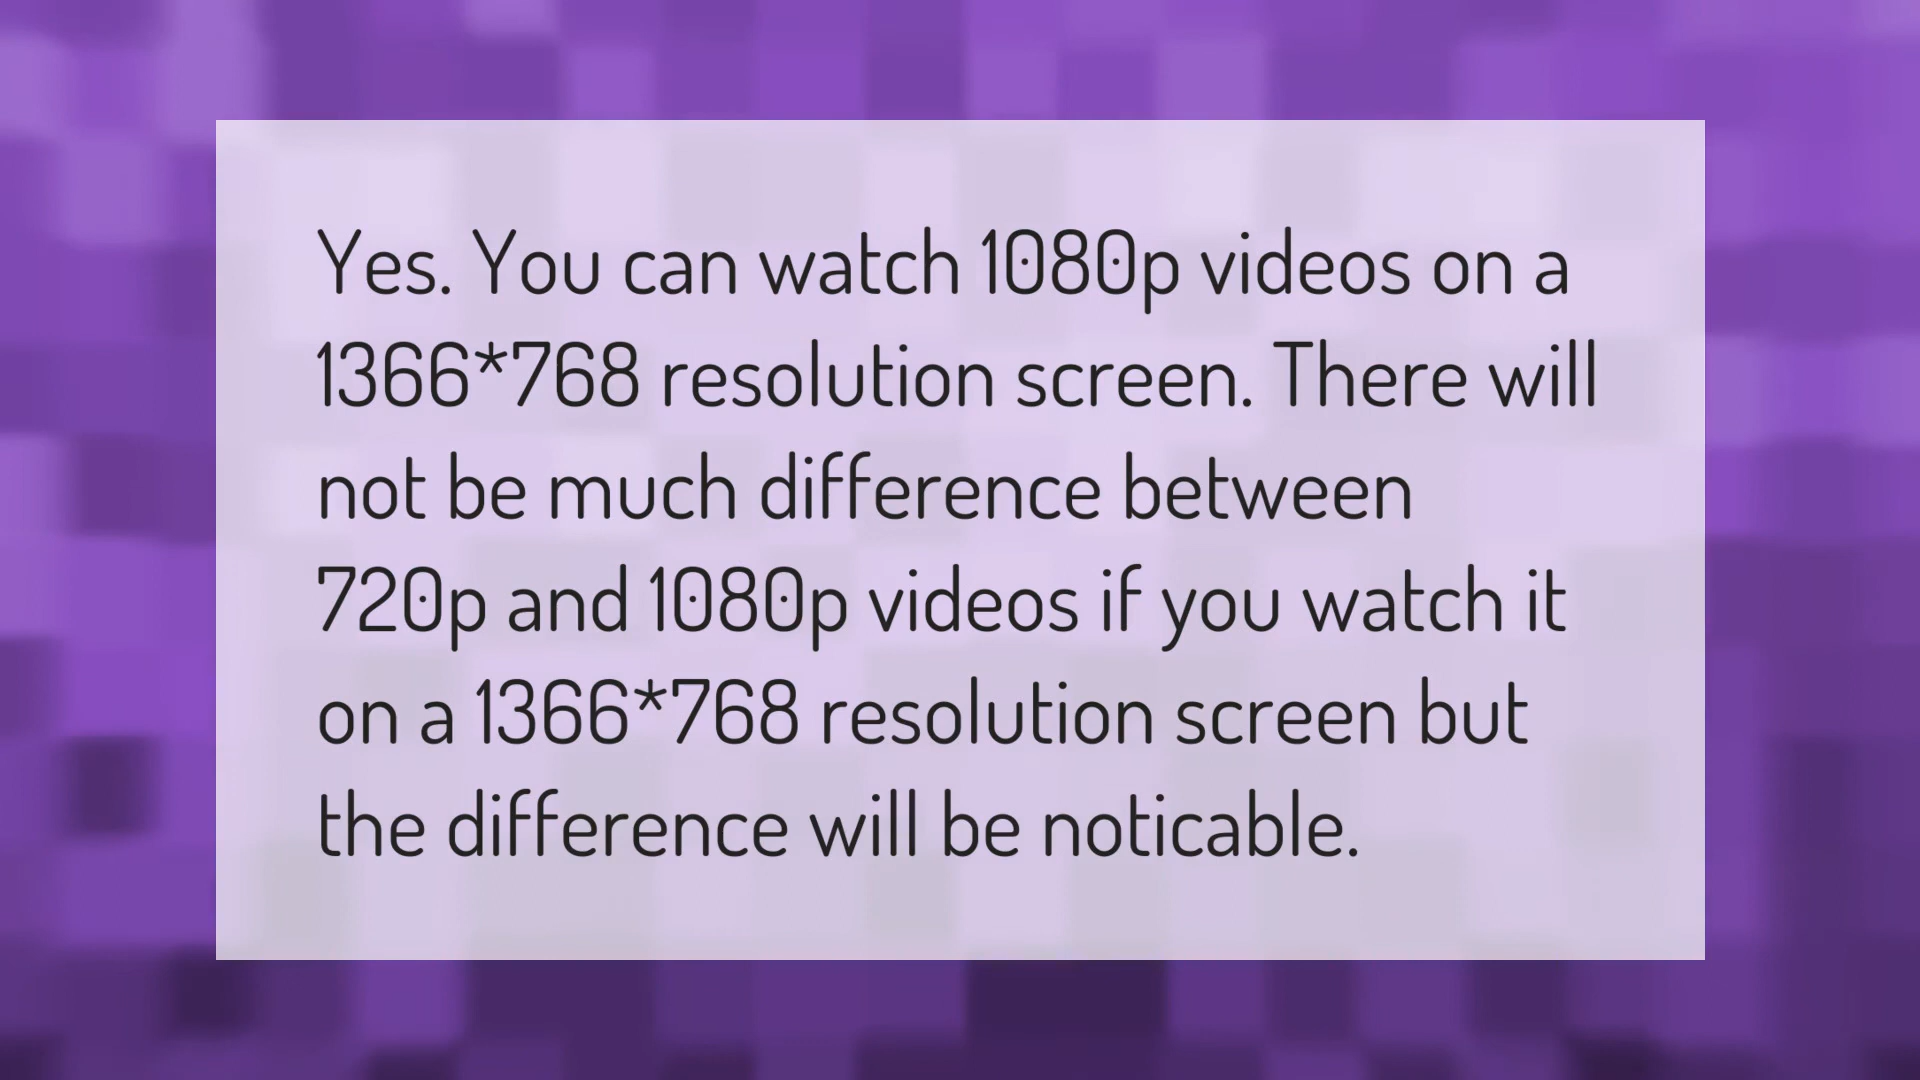 Yes. You can watch 1080p videos on a
1366*768 resolution screen. There will
not be much difference between
720p and 1080p videos if you watch it
on a 1366*768 resolution screen but
the difference will be noticable.